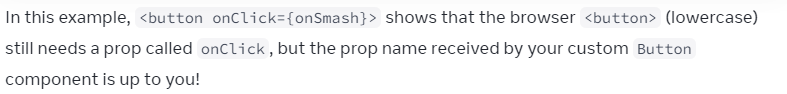 In this example, <button onClick={onSmash}> shows that the browser <button> (lowercase)
still needs a prop called onClick, but the prop name received by your custom Button
component is up to you!